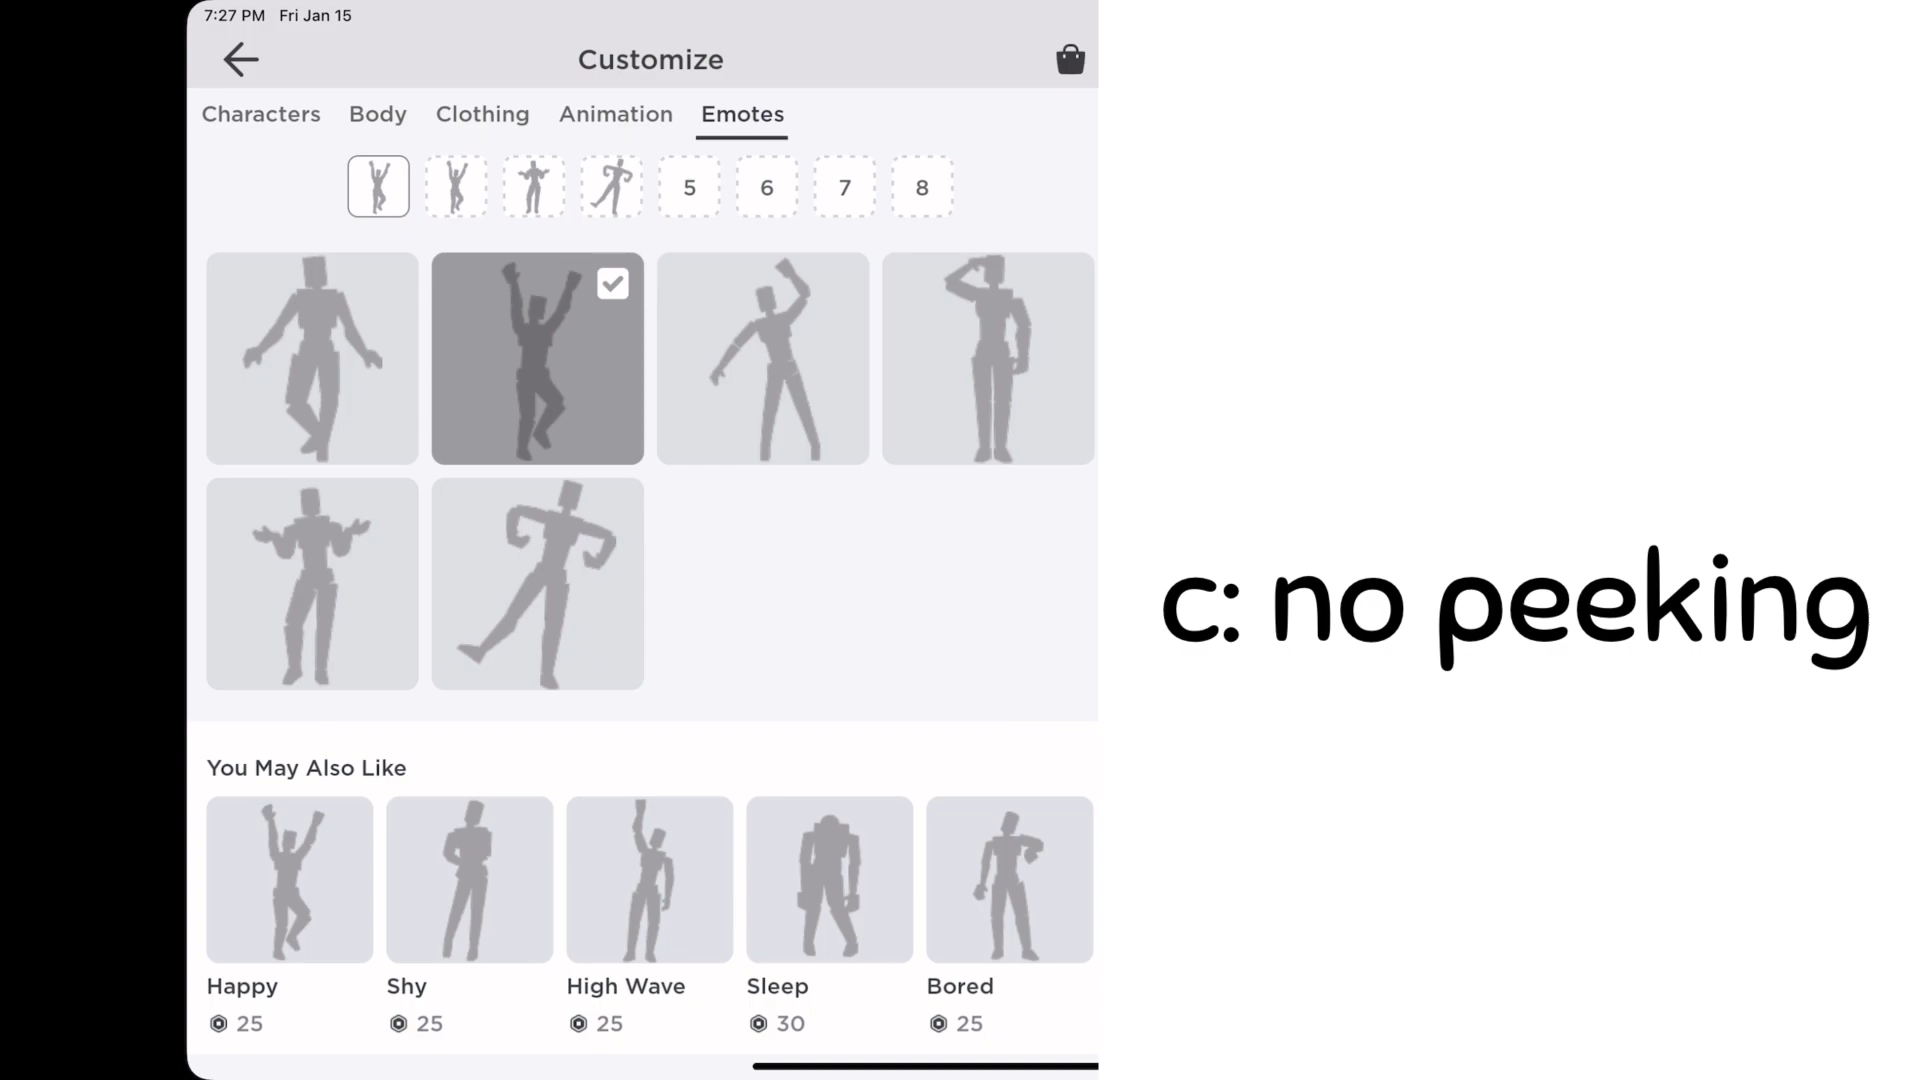 7:27 PM Fri Jan 15
Customize
Characters Body Clothing Animation Emotes
5 6 7 8
c: no peeking
You May Also Like
Happy Shy High Wave Sleep Bored
25 25 25 30 25